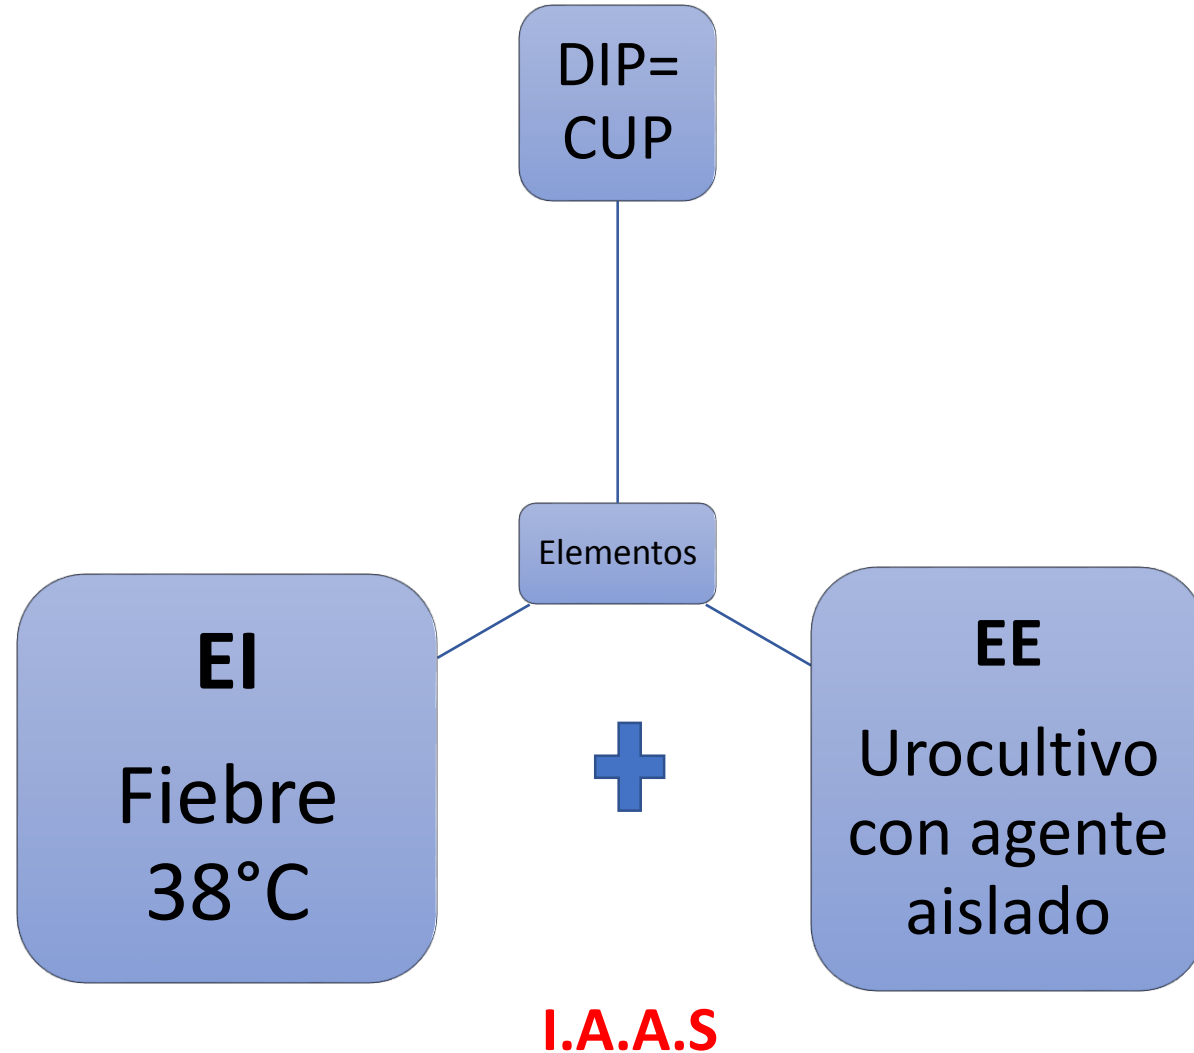 DIP=
CUP
Elementos
EI
Fiebre
38°C
EE
Urocultivo
con agente
aislado
I.A.A.S